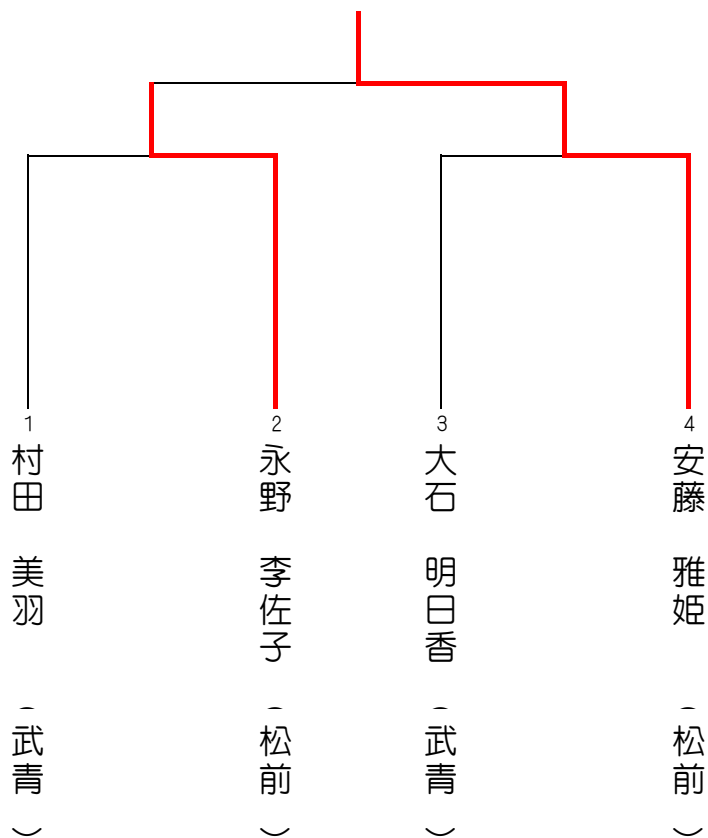 1
村田 美羽 (武青)
2
永野 李佐子 (松前)
3
大石 明日香 (武青)
4
安藤 雅姫 (松前)